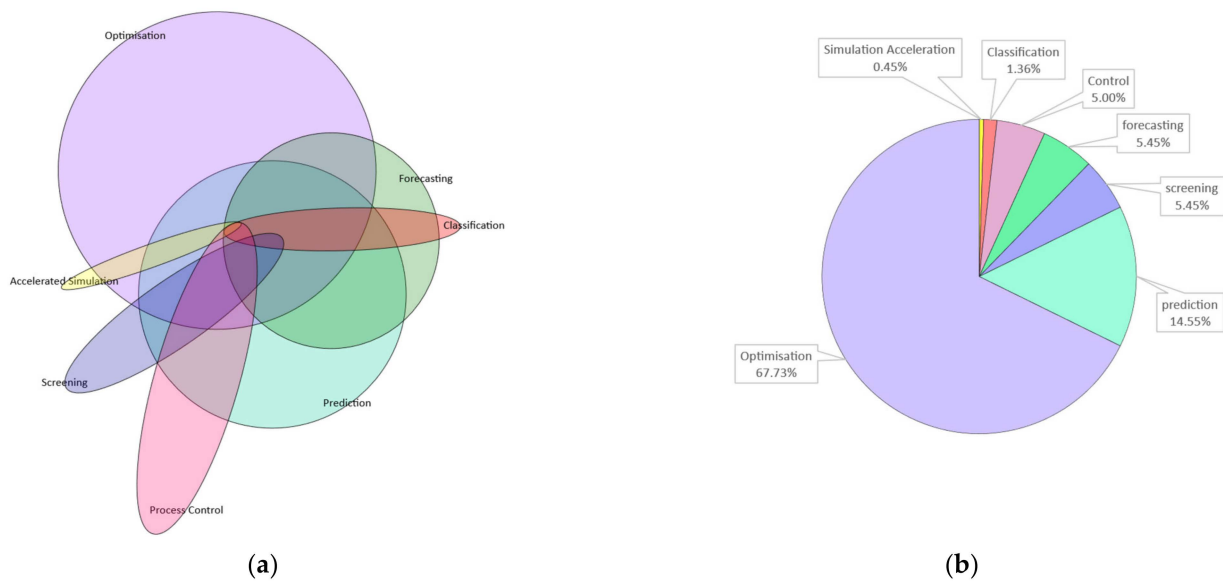 Optimisation
Forecasting
Classification
Accelerated Simulation
Screening
Prediction
Process Control
(a)
Simulation Acceleration
0.45%
Classification
1.36%
Control
5.00%
forecasting
5.45%
screening
5.45%
prediction
14.55%
Optimisation
67.73%
(b)